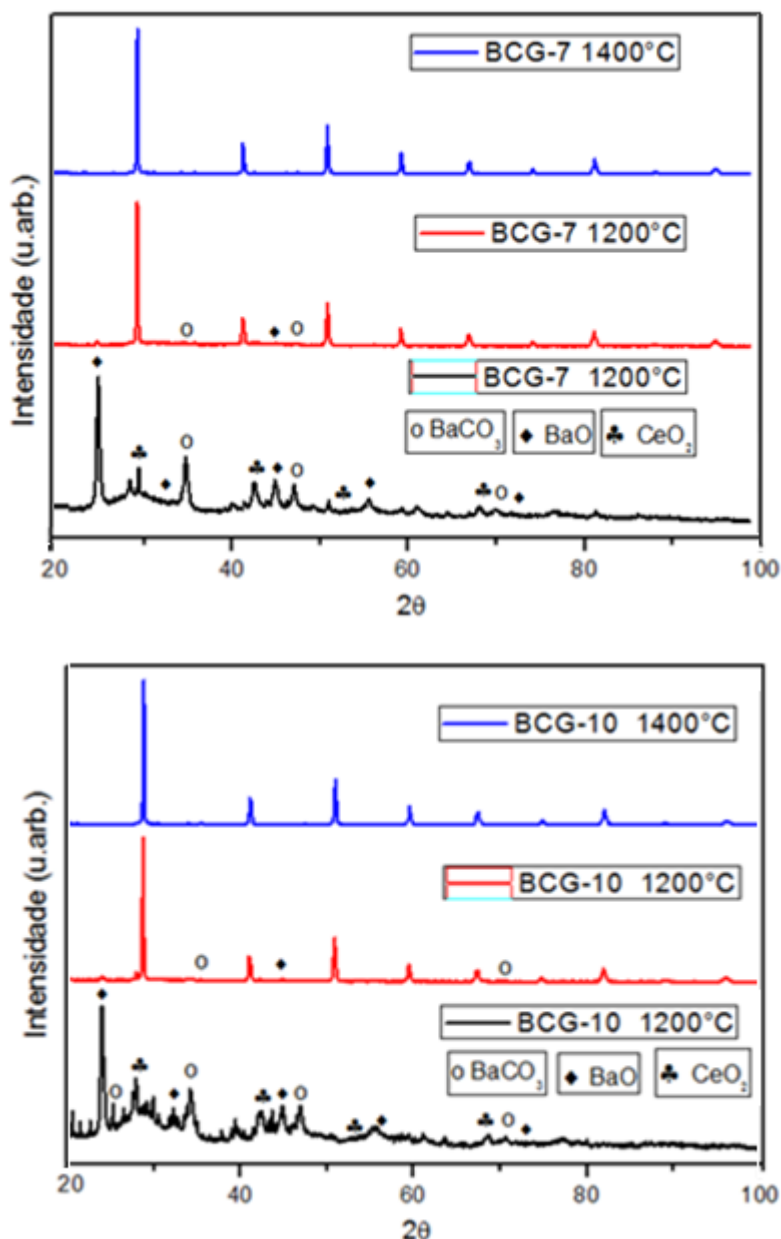 BCG-7 1400°C
BCG-7 1200°C
BCG-7 1200°C
o BaCO₃ ♦ BaO ♣ CeO₂
Intensidade (u.arb.)
20 40 60 80 100
2θ
BCG-10 1400°C
BCG-10 1200°C
BCG-10 1200°C
o BaCO₃ ♦ BaO ♣ CeO₂
Intensidade (u.arb.)
20 40 60 80 100
2θ